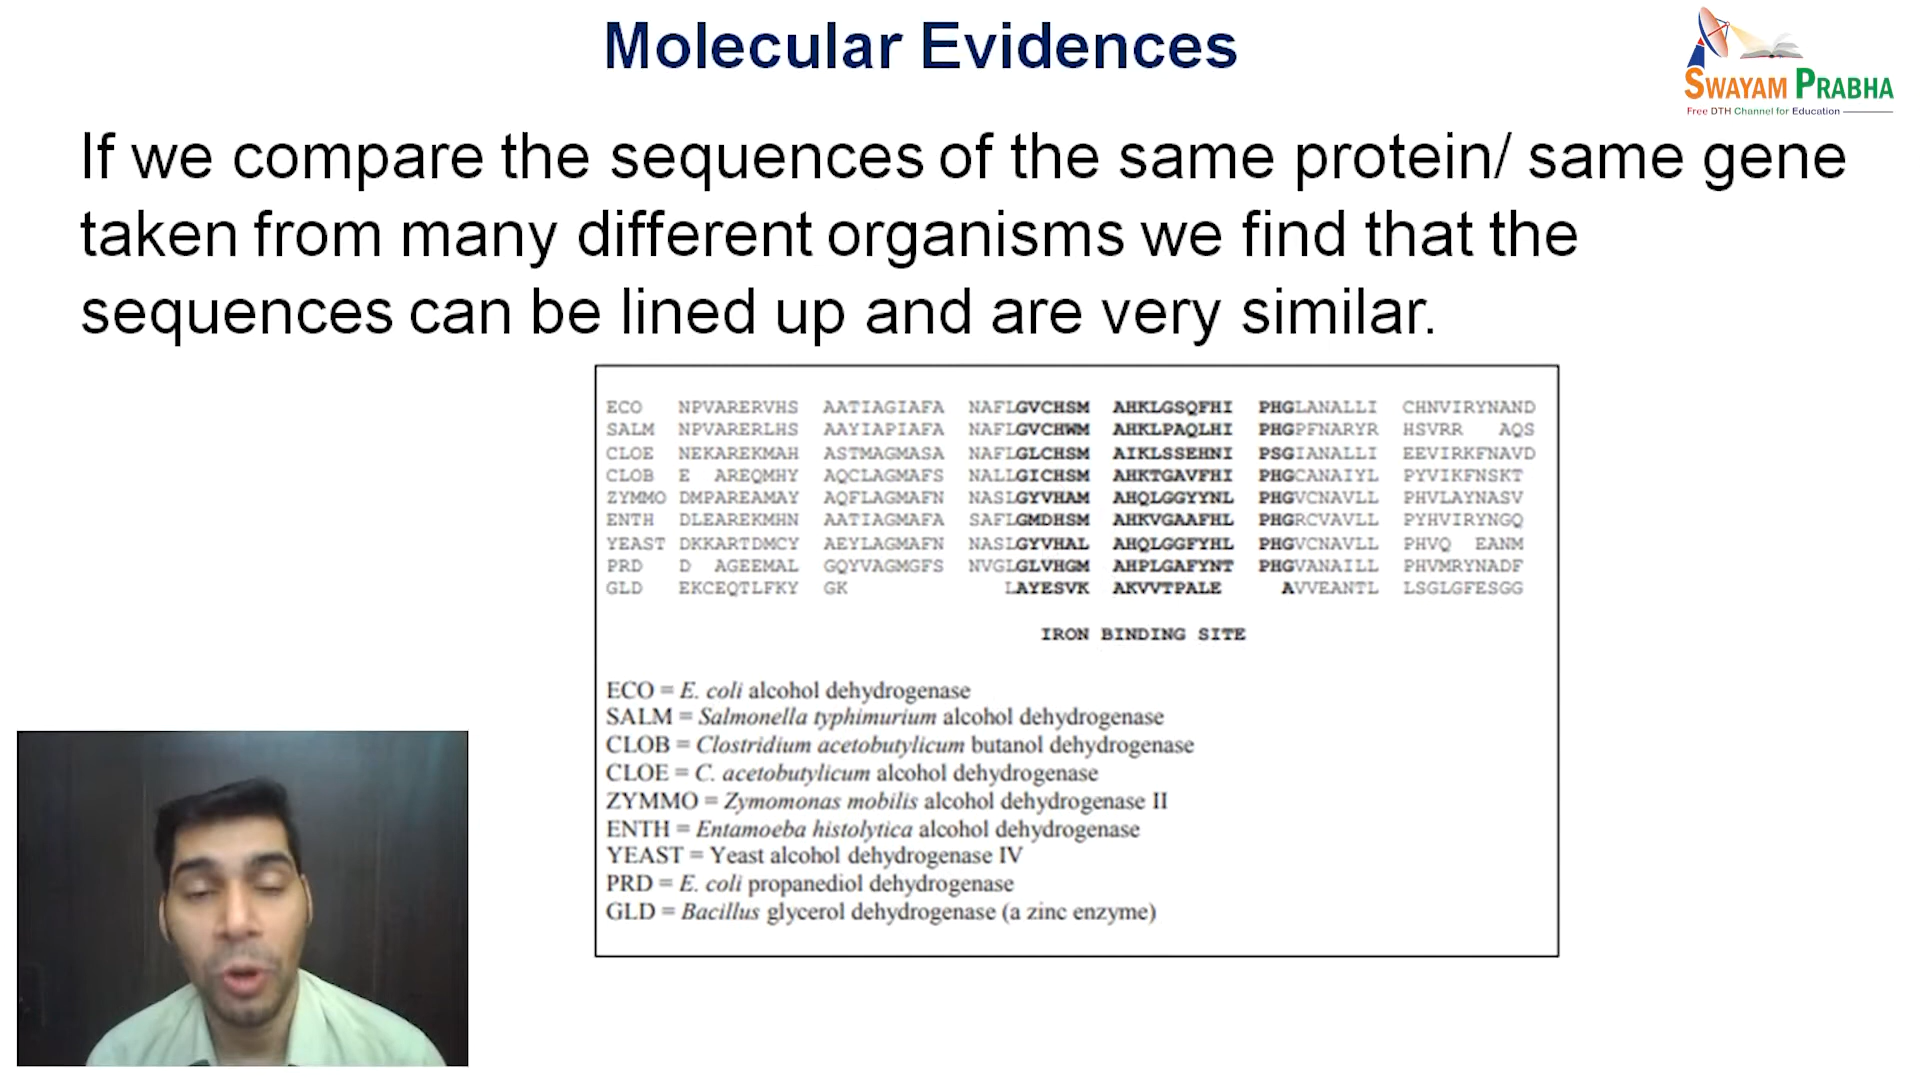 Molecular Evidences
SWAYAM PRABHA
Free DTH Channel for Education
If we compare the sequences of the same protein/ same gene
taken from many different organisms we find that the
sequences can be lined up and are very similar.
ECO NPVARERVHS AATIAGIAFA NAFLGVCHSM AHKLGSQFHI PHGLANALLI CHNVIRYNAND
SALM NPVARERLHS AAYIAPIAFA NAFLGVCHWM AHKLPAQLHI PHGPFNARYR HSVRR AQS
CLOE NEKAREKMAH ASTMAGMASA NAFLGLCHSM AIKLSSEHNI PSGIANALLI EEVIRKFNAVD
CLOB E AREQMHY AQCLAGMAFS NALLGICHSM AHKTGAVFHI PHGCANAIYL PYVIKFNSKT
ZYMMO DMPAREAMAY AQFLAGMAFN NASLGYVHAM AHQLGGYYNL PHGVCNAVLL PHVLAYNASV
ENTH DLEAREKMHN AATIAGMAFA SAFLGMDHSM AHKVGAAFHL PHGRCVAVLL PYHVIRYNGQ
YEAST DKKARTDMCY AEYLAGMAFN NASLGYVHAL AHQLGGFYHL PHGVCNAVLL PHVQ EANM
PRD D AGEEMAL GQYVAGMGFS NVGLGLVHGM AHPLGAFYNT PHGVANAILL PHVMRYNADF
GLD EKCEQTLFKY GK LAYESVK AKVVTPALE AVVEANTL LSGLGFESGG
IRON BINDING SITE
ECO = E. coli alcohol dehydrogenase
SALM = Salmonella typhimurium alcohol dehydrogenase
CLOB = Clostridium acetobutylicum butanol dehydrogenase
CLOE = C. acetobutylicum alcohol dehydrogenase
ZYMMO = Zymomonas mobilis alcohol dehydrogenase II
ENTH = Entamoeba histolytica alcohol dehydrogenase
YEAST = Yeast alcohol dehydrogenase IV
PRD = E. coli propanediol dehydrogenase
GLD = Bacillus glycerol dehydrogenase (a zinc enzyme)